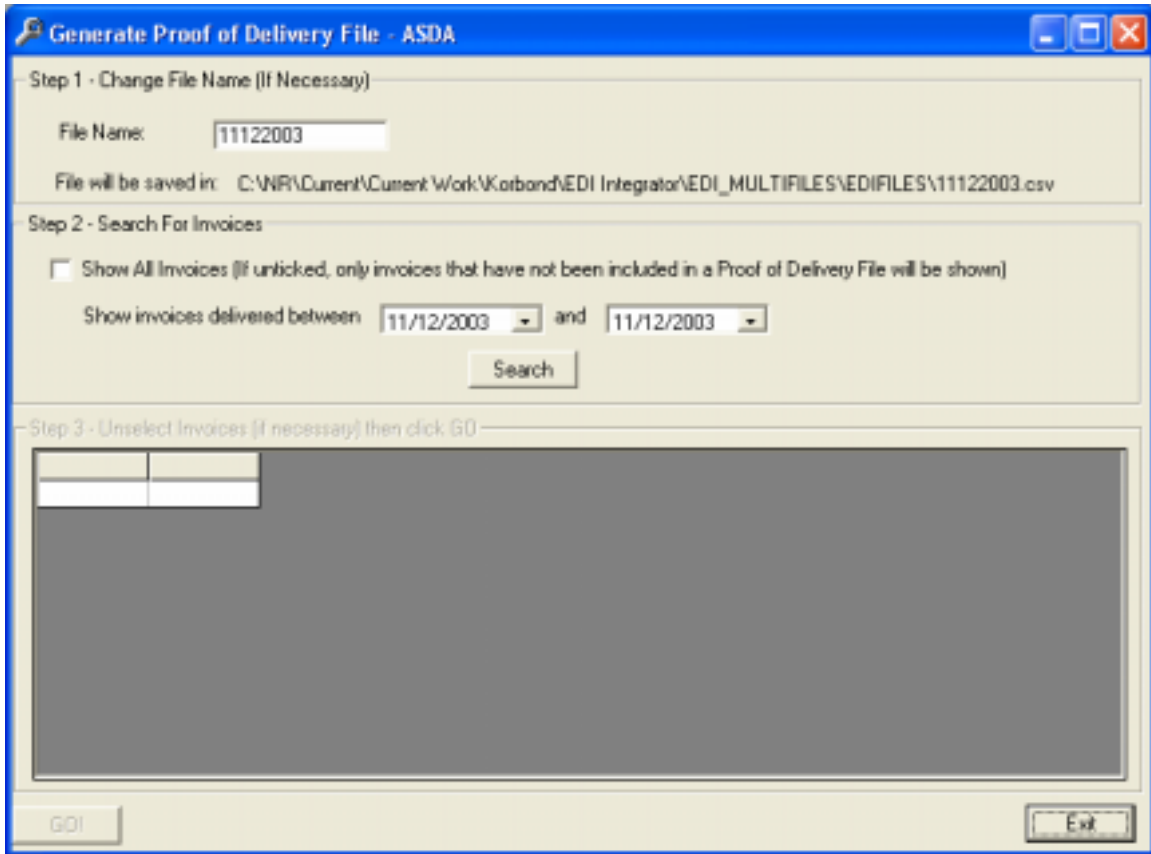 Generate Proof of Delivery File - ASDA
Step 1 - Change File Name (If Necessary)
File Name: 11122003
File will be saved in: C:\NR\Current\Current Work\Korbond\EDI Integrator\EDI_MULTIFILES\EDIFILES\11122003.csv
Step 2 - Search For Invoices
Show All Invoices (If unticked, only invoices that have not been included in a Proof of Delivery File will be shown)
Show invoices delivered between 11/12/2003 and 11/12/2003
Search
Step 3 - Unselect Invoices (if necessary) then click GO
GO!
Exit